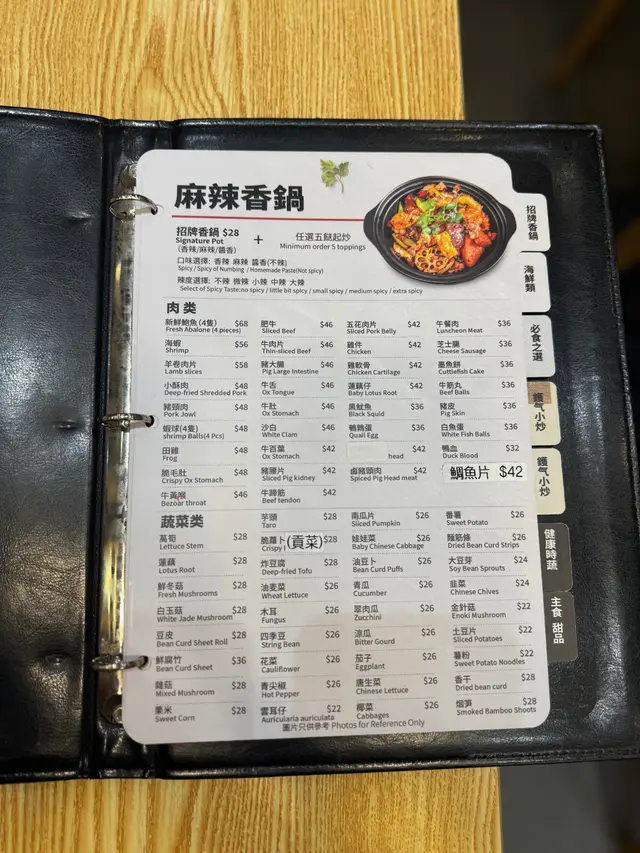 麻辣香鍋
招牌香鍋 $28
Signature Pot
(香辣/麻辣/醬香)
+
任選五餸起炒
Minimum order 5 toppings
口味選擇: 香辣 麻辣 醬香(不辣)
Spicy / Spicy of Numbing / Homemade Paste(Not spicy)
辣度選擇: 不辣 微辣 小辣 中辣 大辣
Select of Spicy Taste:no spicy / little bit spicy / small spicy / medium spicy / extra spicy
肉类
新鮮鮑魚 (4隻) $68
Fresh Abalone (4 pieces)
海蝦 $56
Shrimp
羊卷肉片 $58
Lamb slices
小酥肉 $48
Deep-fried Shredded Pork
豬頸肉 $48
Pork Jowl
蝦球(4隻) $48
shrimp Balls(4 Pcs)
田雞 $48
Frog
脆毛肚 $48
Crispy Ox Stomach
牛黃喉 $46
Bezoar throat
肥牛 $46
Sliced Beef
牛肉片 $46
Thin-sliced Beef
豬大腸 $46
Pig Large Intestine
牛舌 $46
Ox Tongue
牛肚 $46
Ox Stomach
沙白 $46
White Clam
牛百葉 $42
Ox Stomach
豬腰片 $42
Sliced Pig kidney
牛蹄筋 $42
Beef tendon
五花肉片 $42
Sliced Pork Belly
雞件 $42
Chicken
雞軟骨 $42
Chicken Cartilage
蓮藕仔 $42
Baby Lotus Root
黑魷魚 $36
Black Squid
鵪鶉蛋 $36
Quail Egg
head $42
鹵豬頭肉 $42
Spiced Pig Head meat
午餐肉 $36
Luncheon Meat
芝士腸 $36
Cheese Sausage
墨魚餅 $36
Cuttlefish Cake
牛筋丸 $36
Beef Balls
豬皮 $36
Pig Skin
白魚蛋 $36
White Fish Balls
鴨血 $32
Duck Blood
鯛魚片 $42
蔬菜类
萵筍 $28
Lettuce Stem
蓮藕 $28
Lotus Root
鮮冬菇 $28
Fresh Mushrooms
白玉菇 $28
White Jade Mushroom
豆皮 $28
Bean Curd Sheet Roll
鮮腐竹 $36
Bean Curd Sheet
雜菇 $28
Mixed Mushroom
粟米 $28
Sweet Corn
芋頭 $28
Taro
脆蘿卜(貢菜) $28
Crispy
炸豆腐 $28
Deep-fried Tofu
油麥菜 $26
Wheat Lettuce
木耳 $26
Fungus
四季豆 $26
String Bean
花菜 $26
Cauliflower
青尖椒 $26
Hot Pepper
雲耳仔 $22
Auricularia auriculata
南瓜片 $26
Sliced Pumpkin
娃娃菜 $26
Baby Chinese Cabbage
油豆卜 $26
Bean Curd Puffs
青瓜 $26
Cucumber
翠肉瓜 $26
Zucchini
涼瓜 $26
Bitter Gourd
茄子 $26
Eggplant
唐生菜 $26
Chinese Lettuce
椰菜 $26
Cabbages
番薯 $26
Sweet Potato
麵筋條 $26
Dried Bean Curd Strips
大豆芽 $24
Soy Bean Sprouts
韭菜 $24
Chinese Chives
金針菇 $22
Enoki Mushroom
土豆片 $22
Sliced Potatoes
薯粉 $22
Sweet Potato Noodles
香干 $22
Dried bean curd
烟笋 $28
Smoked Bamboo Shoots
圖片只供參考 Photos for Reference Only
招牌香鍋
海鮮類
必食之選
鑊气小炒
鑊气小炒
健康時蔬
主食 甜品